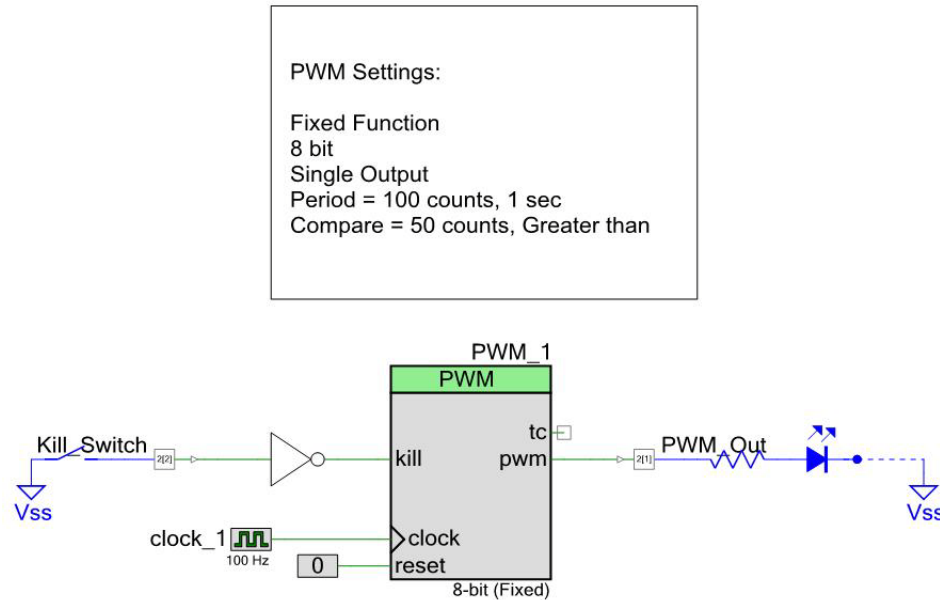 PWM Settings:
Fixed Function
8 bit
Single Output
Period = 100 counts, 1 sec
Compare = 50 counts, Greater than
PWM_1
PWM
tc
Kill_Switch
2[2]
kill
pwm
2[1]
PWM_Out
Vss
Vss
clock_1
100 Hz
clock
0
reset
8-bit (Fixed)